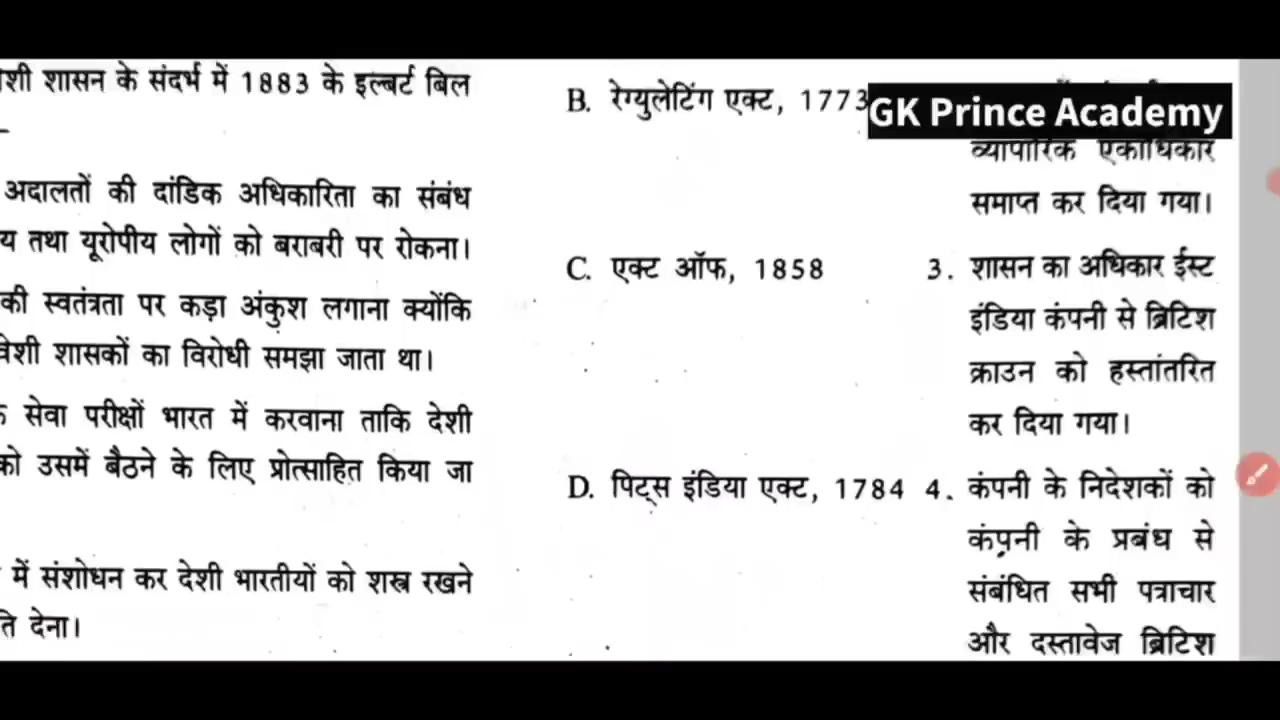 शी शासन के संदर्भ में 1883 के इल्बर्ट बिल
अदालतों की दांडिक अधिकारिता का संबंध
य तथा यूरोपीय लोगों को बराबरी पर रोकना।
की स्वतंत्रता पर कड़ा अंकुश लगाना क्योंकि
वेशी शासकों का विरोधी समझा जाता था।
सेवा परीक्षों भारत में करवाना ताकि देशी
को उसमें बैठने के लिए प्रोत्साहित किया जा
में संशोधन कर देशी भारतीयों को शस्त्र रखने
ति देना।
B. रेग्युलेटिंग एक्ट, 1773
GK Prince Academy
व्यापारिक एकाधिकार
समाप्त कर दिया गया।
C. एक्ट ऑफ, 1858
3. शासन का अधिकार ईस्ट
इंडिया कंपनी से ब्रिटिश
क्राउन को हस्तांतरित
कर दिया गया।
D. पिट्स इंडिया एक्ट, 1784
4. कंपनी के निदेशकों को
कंपनी के प्रबंध से
संबंधित सभी पत्राचार
और दस्तावेज ब्रिटिश